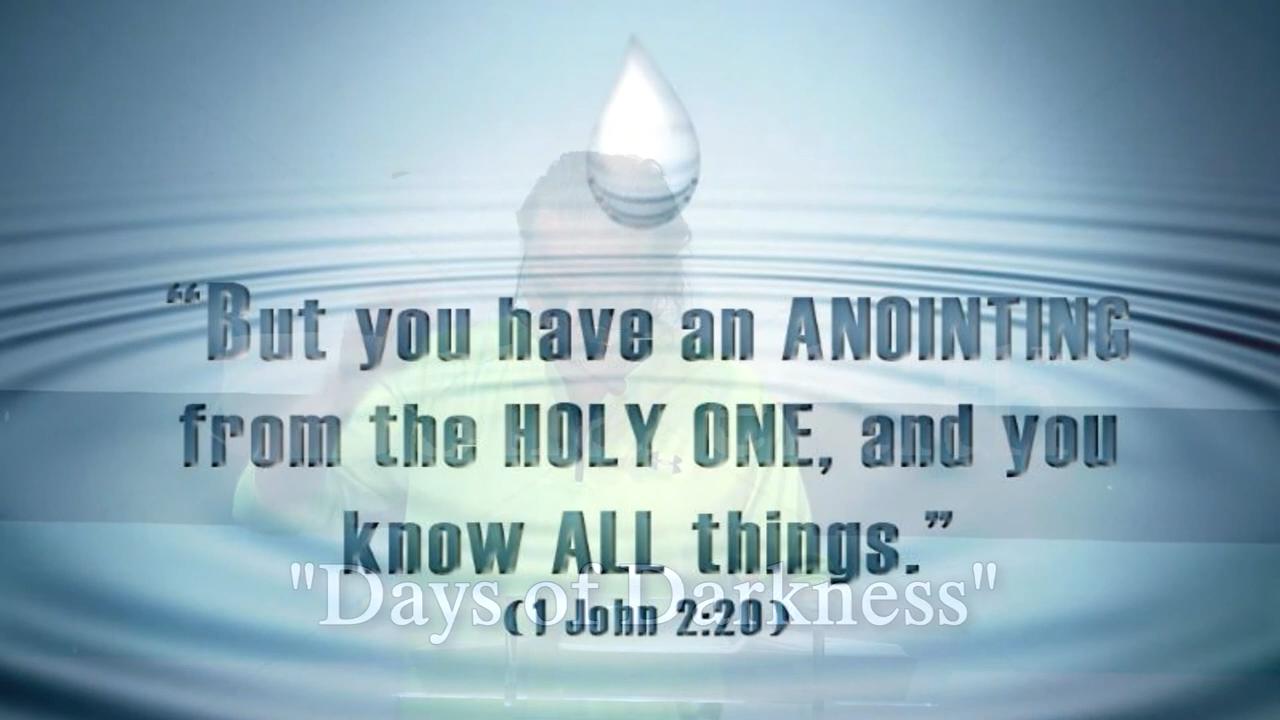 “But you have an ANOINTING
from the HOLY ONE, and you
know ALL things.”
"Days of Darkness"
(1 John 2:20)